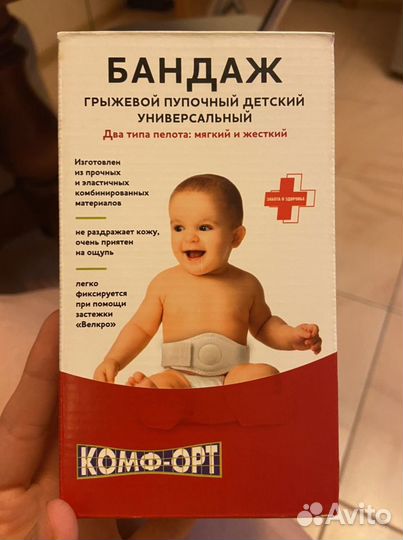 БАНДАЖ
ГРЫЖЕВОЙ ПУПОЧНЫЙ ДЕТСКИЙ
УНИВЕРСАЛЬНЫЙ
Два типа пелота: мягкий и жесткий
Изготовлен
из прочных
и эластичных
комбинированных
материалов
ЗАБОТА О ЗДОРОВЬЕ
не раздражает кожу,
очень приятен
на ощупь
легко
фиксируется
при помощи
застежки
«Велкро»
КОМФ-ОРТ
Avito